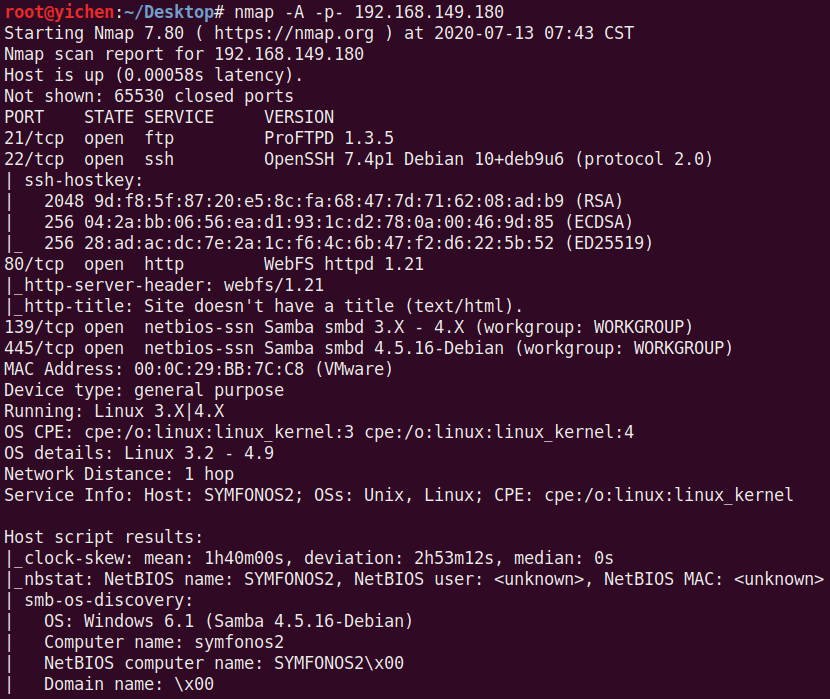 root@yichen:~/Desktop# nmap -A -p- 192.168.149.180
Starting Nmap 7.80 ( https://nmap.org ) at 2020-07-13 07:43 CST
Nmap scan report for 192.168.149.180
Host is up (0.00058s latency).
Not shown: 65530 closed ports
PORT    STATE SERVICE     VERSION
21/tcp  open  ftp         ProFTPD 1.3.5
22/tcp  open  ssh         OpenSSH 7.4p1 Debian 10+deb9u6 (protocol 2.0)
| ssh-hostkey:
|   2048 9d:f8:5f:87:20:e5:8c:fa:68:47:7d:71:62:08:ad:b9 (RSA)
|   256 04:2a:bb:06:56:ea:d1:93:1c:d2:78:0a:00:46:9d:85 (ECDSA)
|_  256 28:ad:ac:dc:7e:2a:1c:f6:4c:6b:47:f2:d6:22:5b:52 (ED25519)
80/tcp  open  http        WebFS httpd 1.21
|_http-server-header: webfs/1.21
|_http-title: Site doesn't have a title (text/html).
139/tcp open  netbios-ssn Samba smbd 3.X - 4.X (workgroup: WORKGROUP)
445/tcp open  netbios-ssn Samba smbd 4.5.16-Debian (workgroup: WORKGROUP)
MAC Address: 00:0C:29:BB:7C:C8 (VMware)
Device type: general purpose
Running: Linux 3.X|4.X
OS CPE: cpe:/o:linux:linux_kernel:3 cpe:/o:linux:linux_kernel:4
OS details: Linux 3.2 - 4.9
Network Distance: 1 hop
Service Info: Host: SYMFONOS2; OSs: Unix, Linux; CPE: cpe:/o:linux:linux_kernel

Host script results:
|_clock-skew: mean: 1h40m00s, deviation: 2h53m12s, median: 0s
|_nbstat: NetBIOS name: SYMFONOS2, NetBIOS user: <unknown>, NetBIOS MAC: <unknown>
| smb-os-discovery:
|   OS: Windows 6.1 (Samba 4.5.16-Debian)
|   Computer name: symfonos2
|   NetBIOS computer name: SYMFONOS2\x00
|   Domain name: \x00